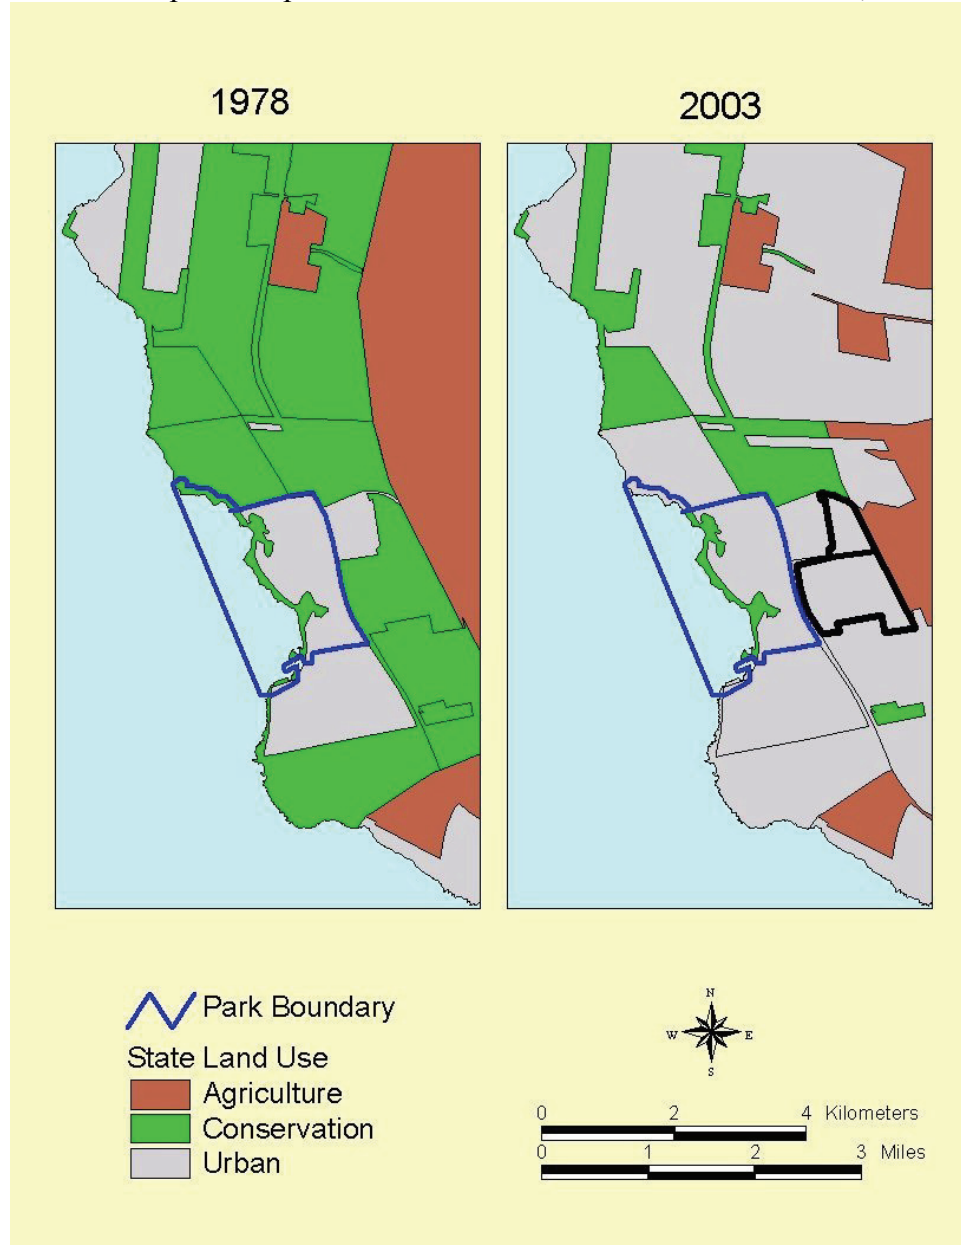 1978
2003
Park Boundary
State Land Use
Agriculture
Conservation
Urban
N
W E
S
0 2 4 Kilometers
0 1 2 3 Miles